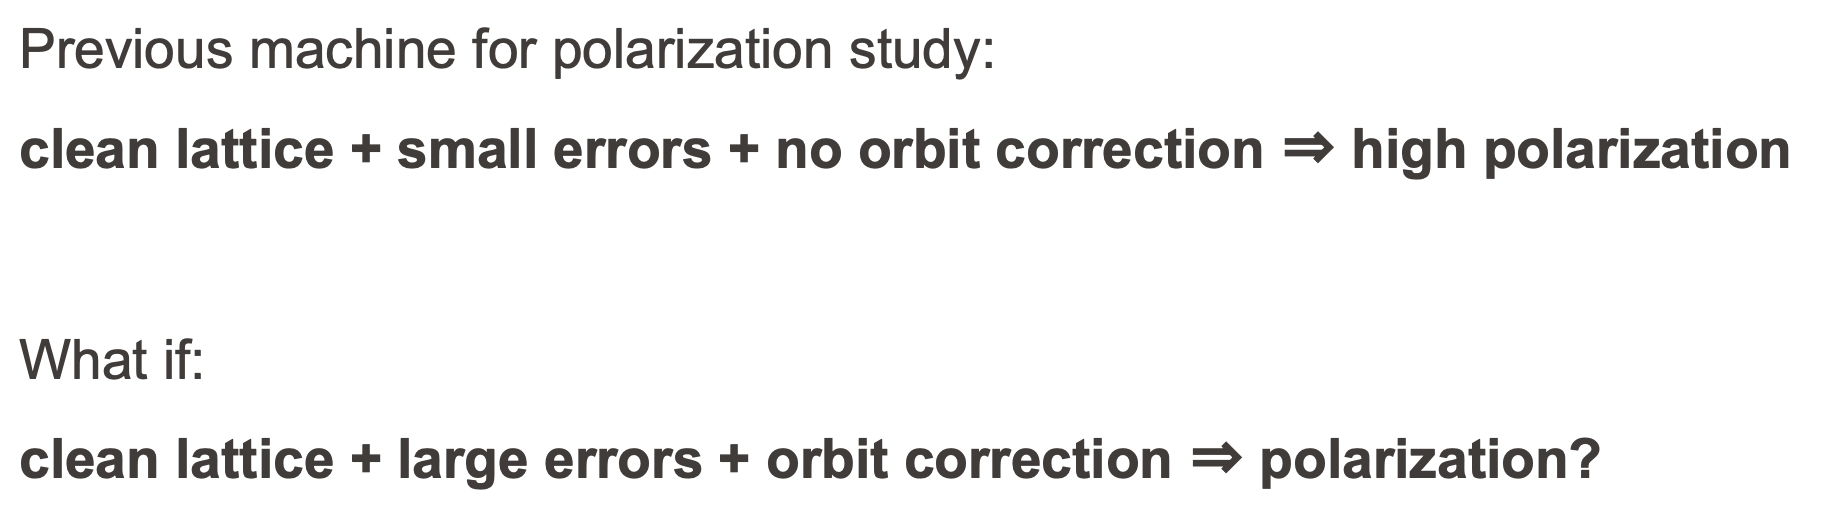 Previous machine for polarization study:
clean lattice + small errors + no orbit correction ⇒ high polarization
What if:
clean lattice + large errors + orbit correction ⇒ polarization?